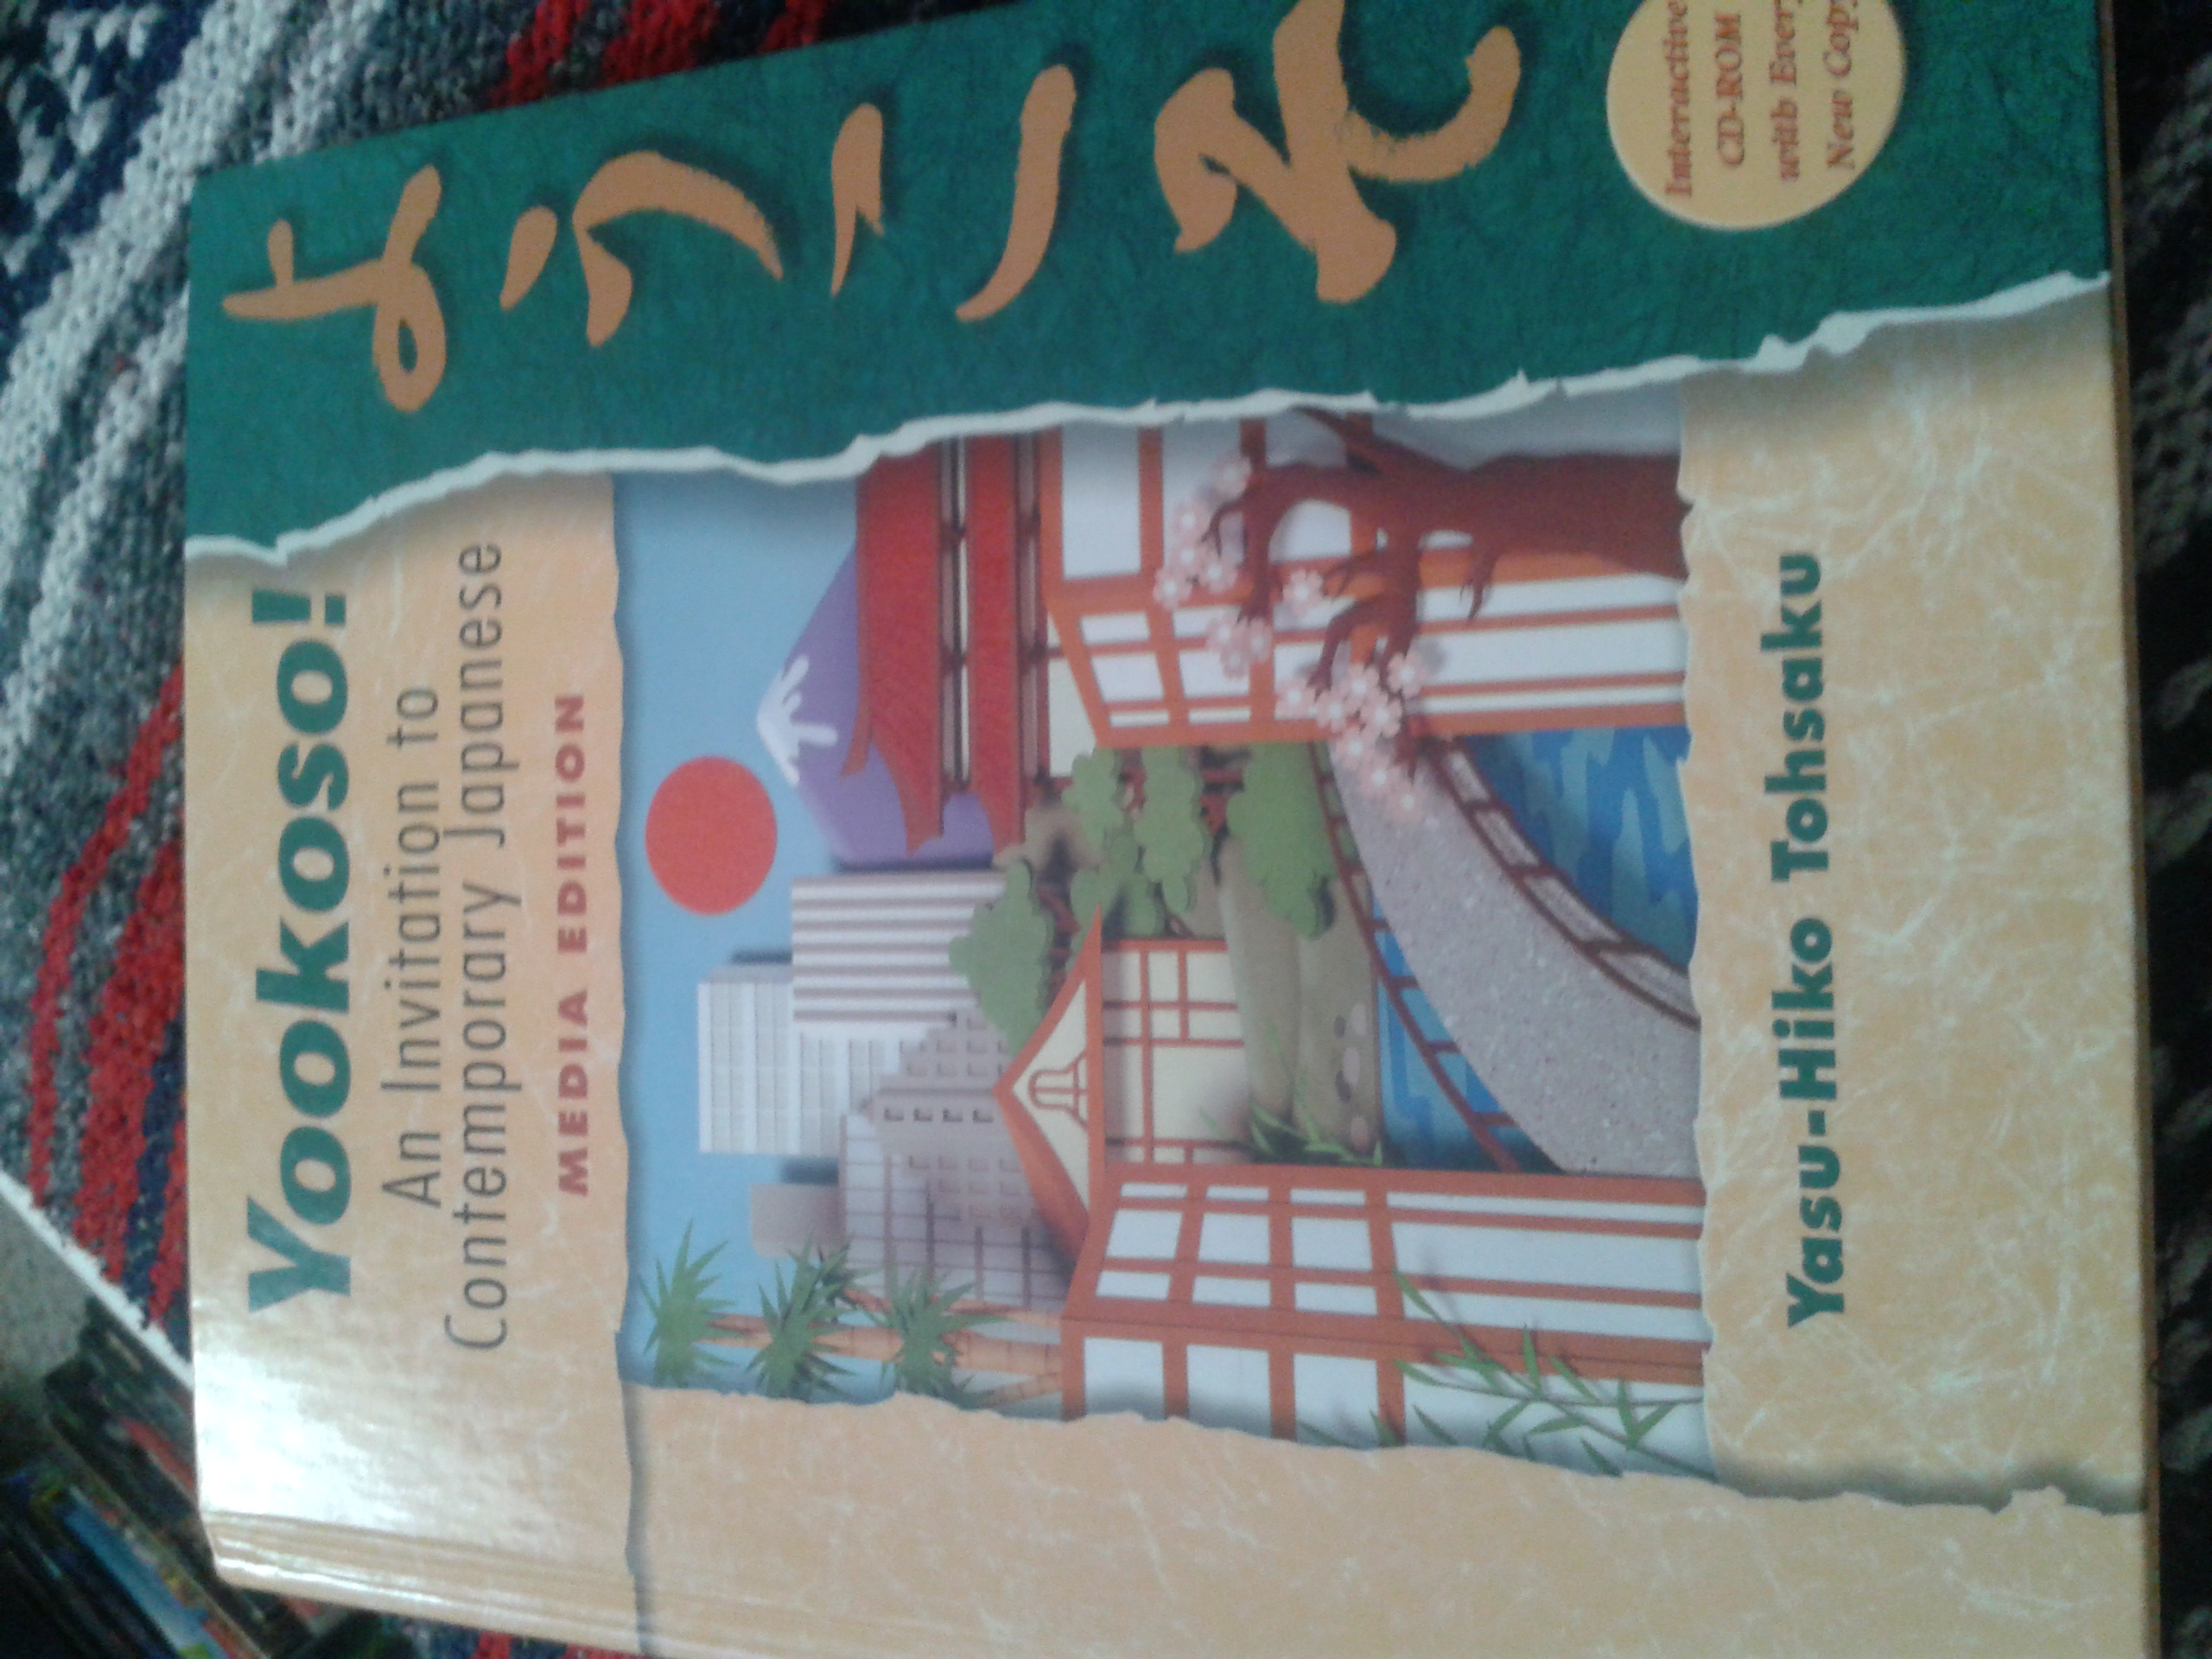 Yookoso!
An Invitation to
Contemporary Japanese
MEDIA EDITION
ようこそ
Yasu-Hiko Tohsaku
Interactive
CD-ROM
with Every
New Copy